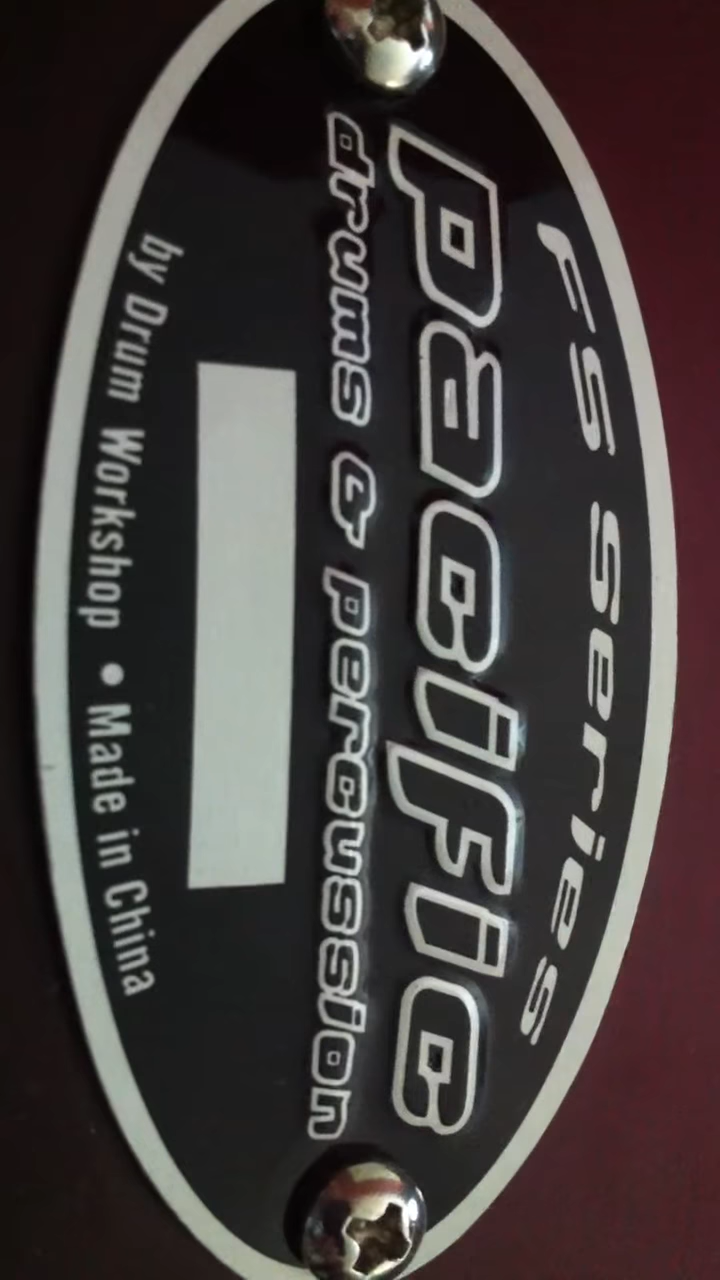 FS Series
pacific
drums & percussion
by Drum Workshop • Made in China